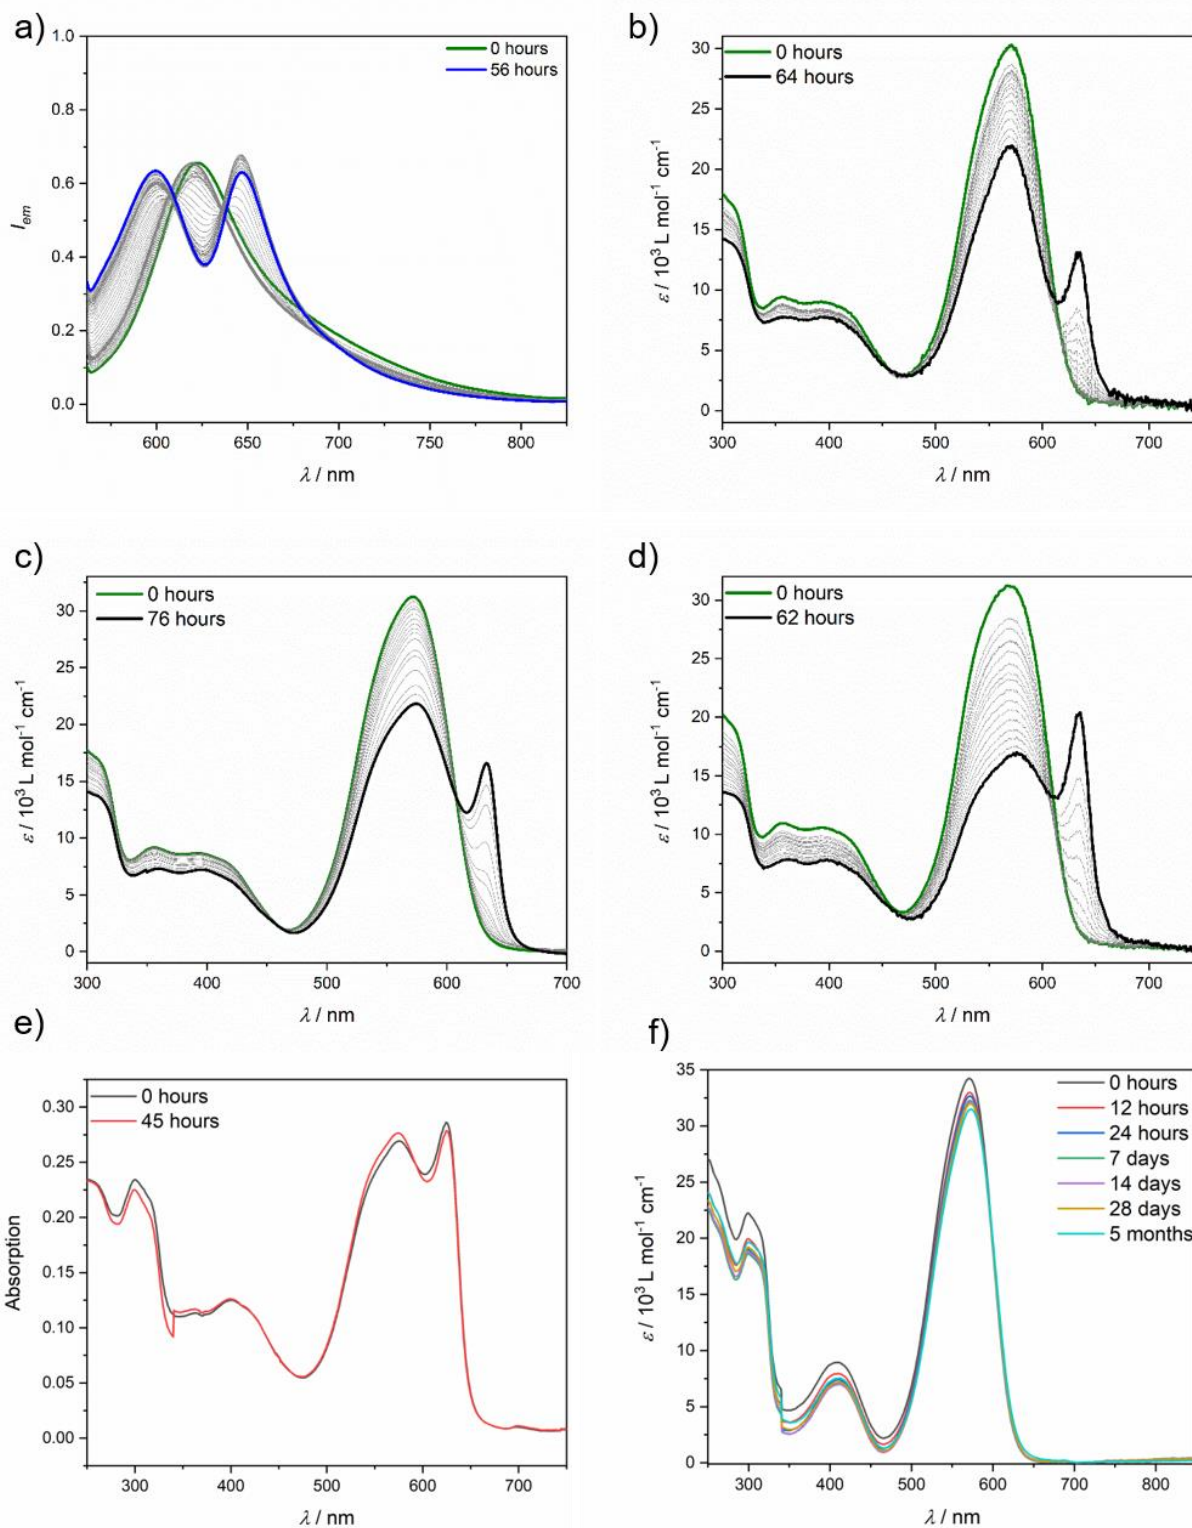 a)
0 hours
56 hours
1.0
0.8
0.6
0.4
0.2
0.0
I_em
600 650 700 750 800
λ / nm
b)
0 hours
64 hours
30
25
20
15
10
5
0
ε / 10³ L mol⁻¹ cm⁻¹
300 400 500 600 700
λ / nm
c)
0 hours
76 hours
30
25
20
15
10
5
0
ε / 10³ L mol⁻¹ cm⁻¹
300 400 500 600 700
λ / nm
d)
0 hours
62 hours
30
25
20
15
10
5
0
ε / 10³ L mol⁻¹ cm⁻¹
300 400 500 600 700
λ / nm
e)
0 hours
45 hours
0.30
0.25
0.20
0.15
0.10
0.05
0.00
Absorption
300 400 500 600 700
λ / nm
f)
0 hours
12 hours
24 hours
7 days
14 days
28 days
5 months
35
30
25
20
15
10
5
0
ε / 10³ L mol⁻¹ cm⁻¹
300 400 500 600 700 800
λ / nm